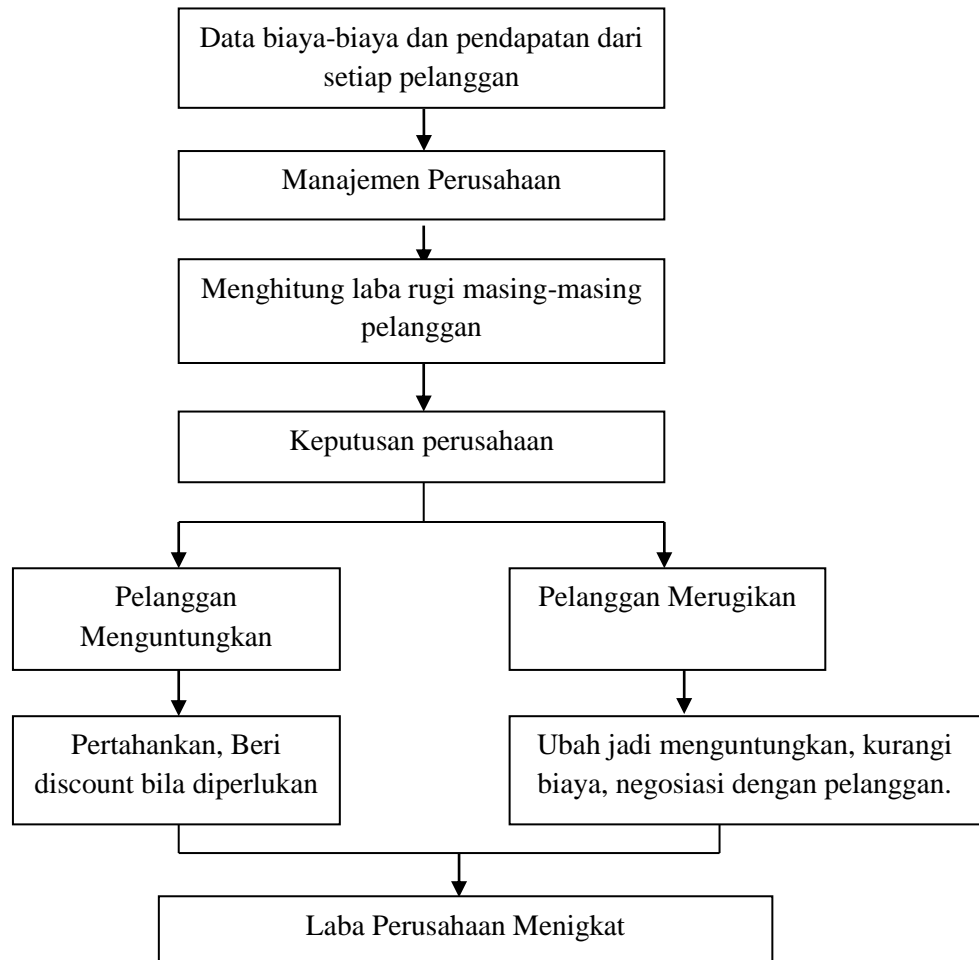 Data biaya-biaya dan pendapatan dari
setiap pelanggan
Manajemen Perusahaan
Menghitung laba rugi masing-masing
pelanggan
Keputusan perusahaan
Pelanggan
Menguntungkan
Pelanggan Merugikan
Pertahankan, Beri
discount bila diperlukan
Ubah jadi menguntungkan, kurangi
biaya, negosiasi dengan pelanggan.
Laba Perusahaan Menigkat